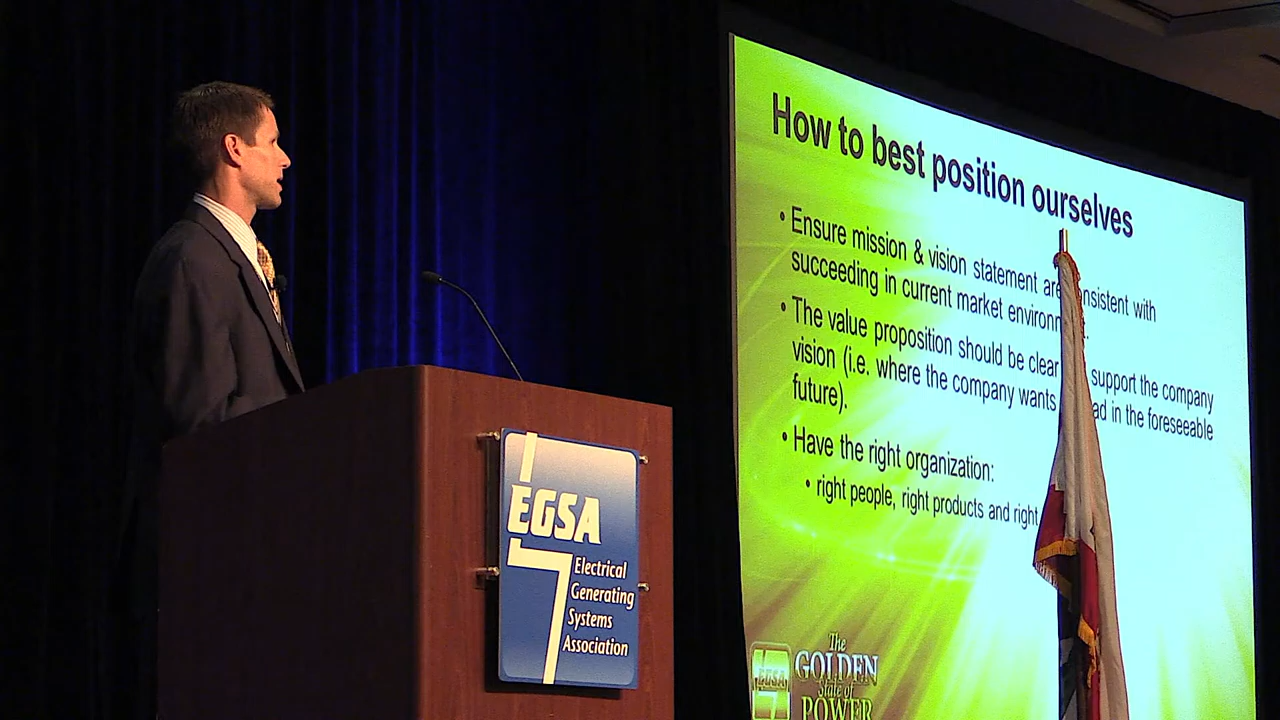 How to best position ourselves
• Ensure mission & vision statement are consistent with
succeeding in current market
• The value proposition should be clear support the company
vision (i.e. where the company wants in the foreseeable
future).
• Have the right organization:
• right people, right products and right
EGSA
Electrical
Generating
Systems
Association
EGSA
The
GOLDEN
State of
POWER